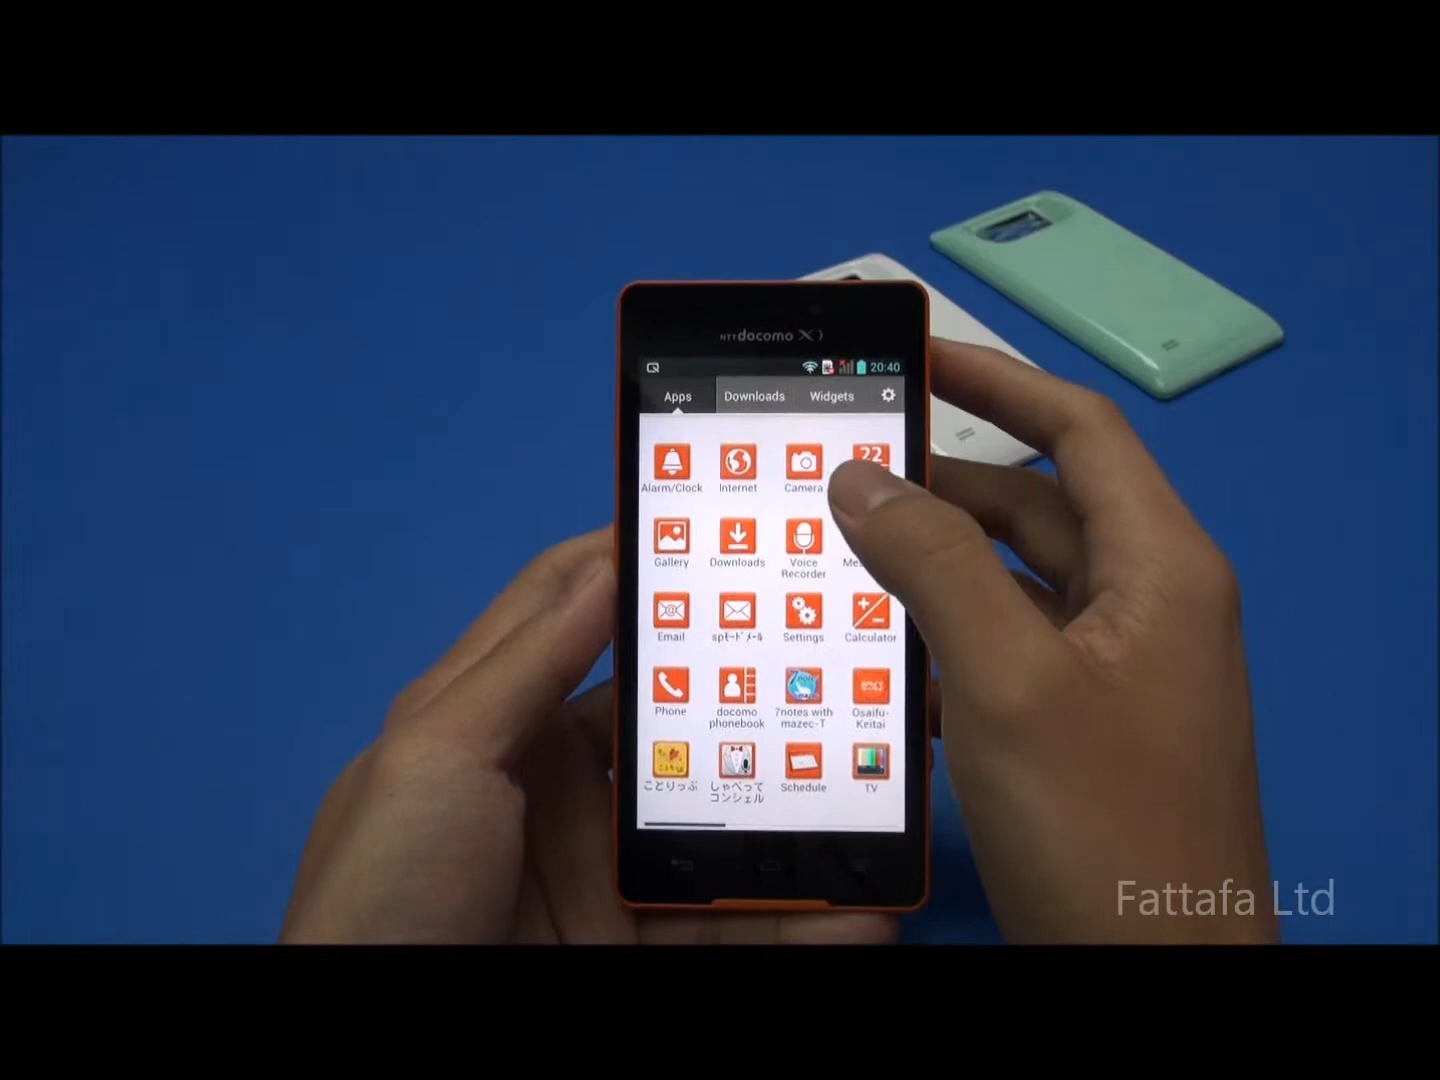 NTT docomo Xi
20:40
Apps Downloads Widgets
22
Alarm/Clock Internet Camera
Gallery Downloads Voice
Recorder
Email spﾓｰﾄﾞﾒｰﾙ Settings Calculator
Phone docomo
phonebook 7notes with
mazec-T Osaifu-
Keitai
ことりっぷ しゃべって
コンシェル Schedule TV
Fattafa Ltd